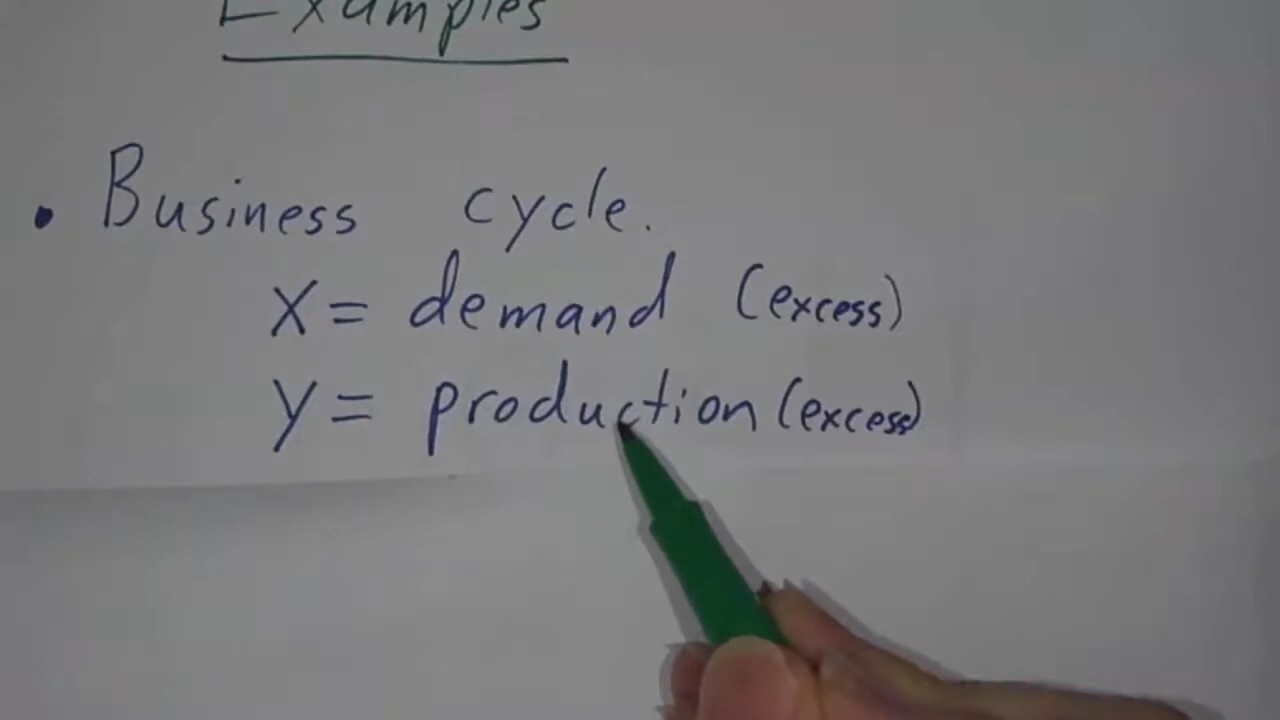 Examples
• Business cycle.
X = demand (excess)
y = production (excess)